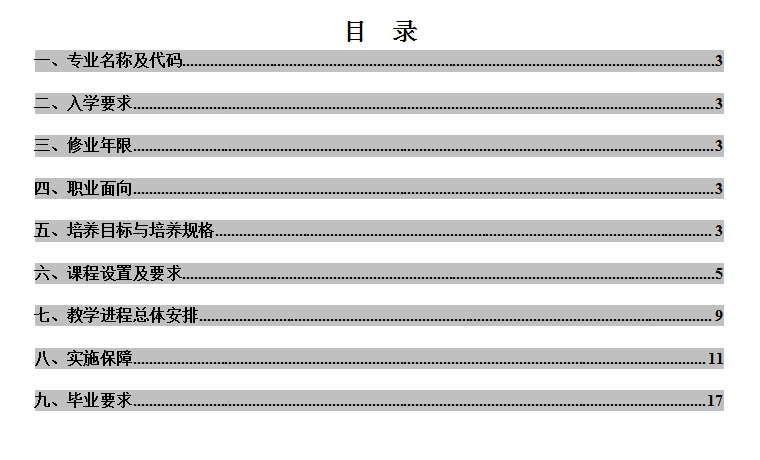 目 录
一、专业名称及代码........................................3
二、入学要求........................................3
三、修业年限........................................3
四、职业面向........................................3
五、培养目标与培养规格........................................3
六、课程设置及要求........................................5
七、教学进程总体安排........................................9
八、实施保障........................................11
九、毕业要求........................................17